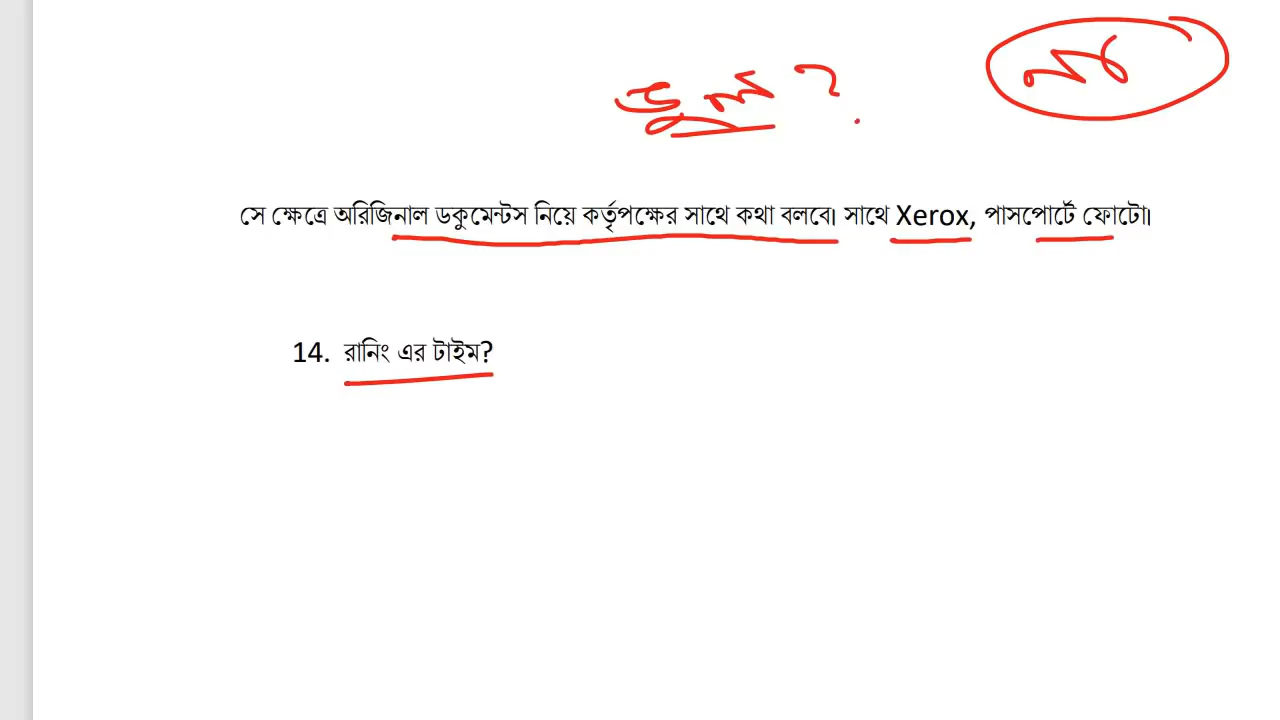 ভুল ?
সে ক্ষেত্রে অরিজিনাল ডকুমেন্টস নিয়ে কর্তৃপক্ষের সাথে কথা বলবে। সাথে Xerox, পাসপোর্টে ফোটো।
14. রানিং এর টাইম?